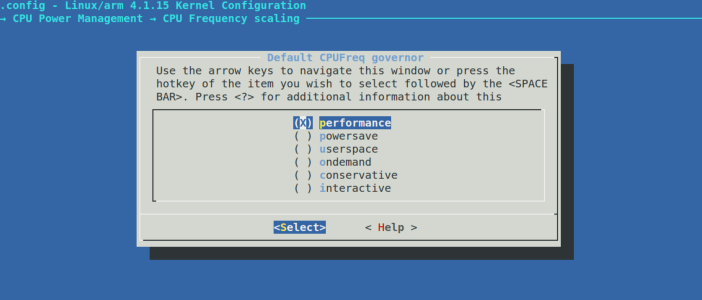 .config - Linux/arm 4.1.15 Kernel Configuration
→ CPU Power Management → CPU Frequency scaling
Default CPUFreq governor
Use the arrow keys to navigate this window or press the
hotkey of the item you wish to select followed by the <SPACE
BAR>. Press <?> for additional information about this
(X) performance
( ) powersave
( ) userspace
( ) ondemand
( ) conservative
( ) interactive
<Select> < Help >